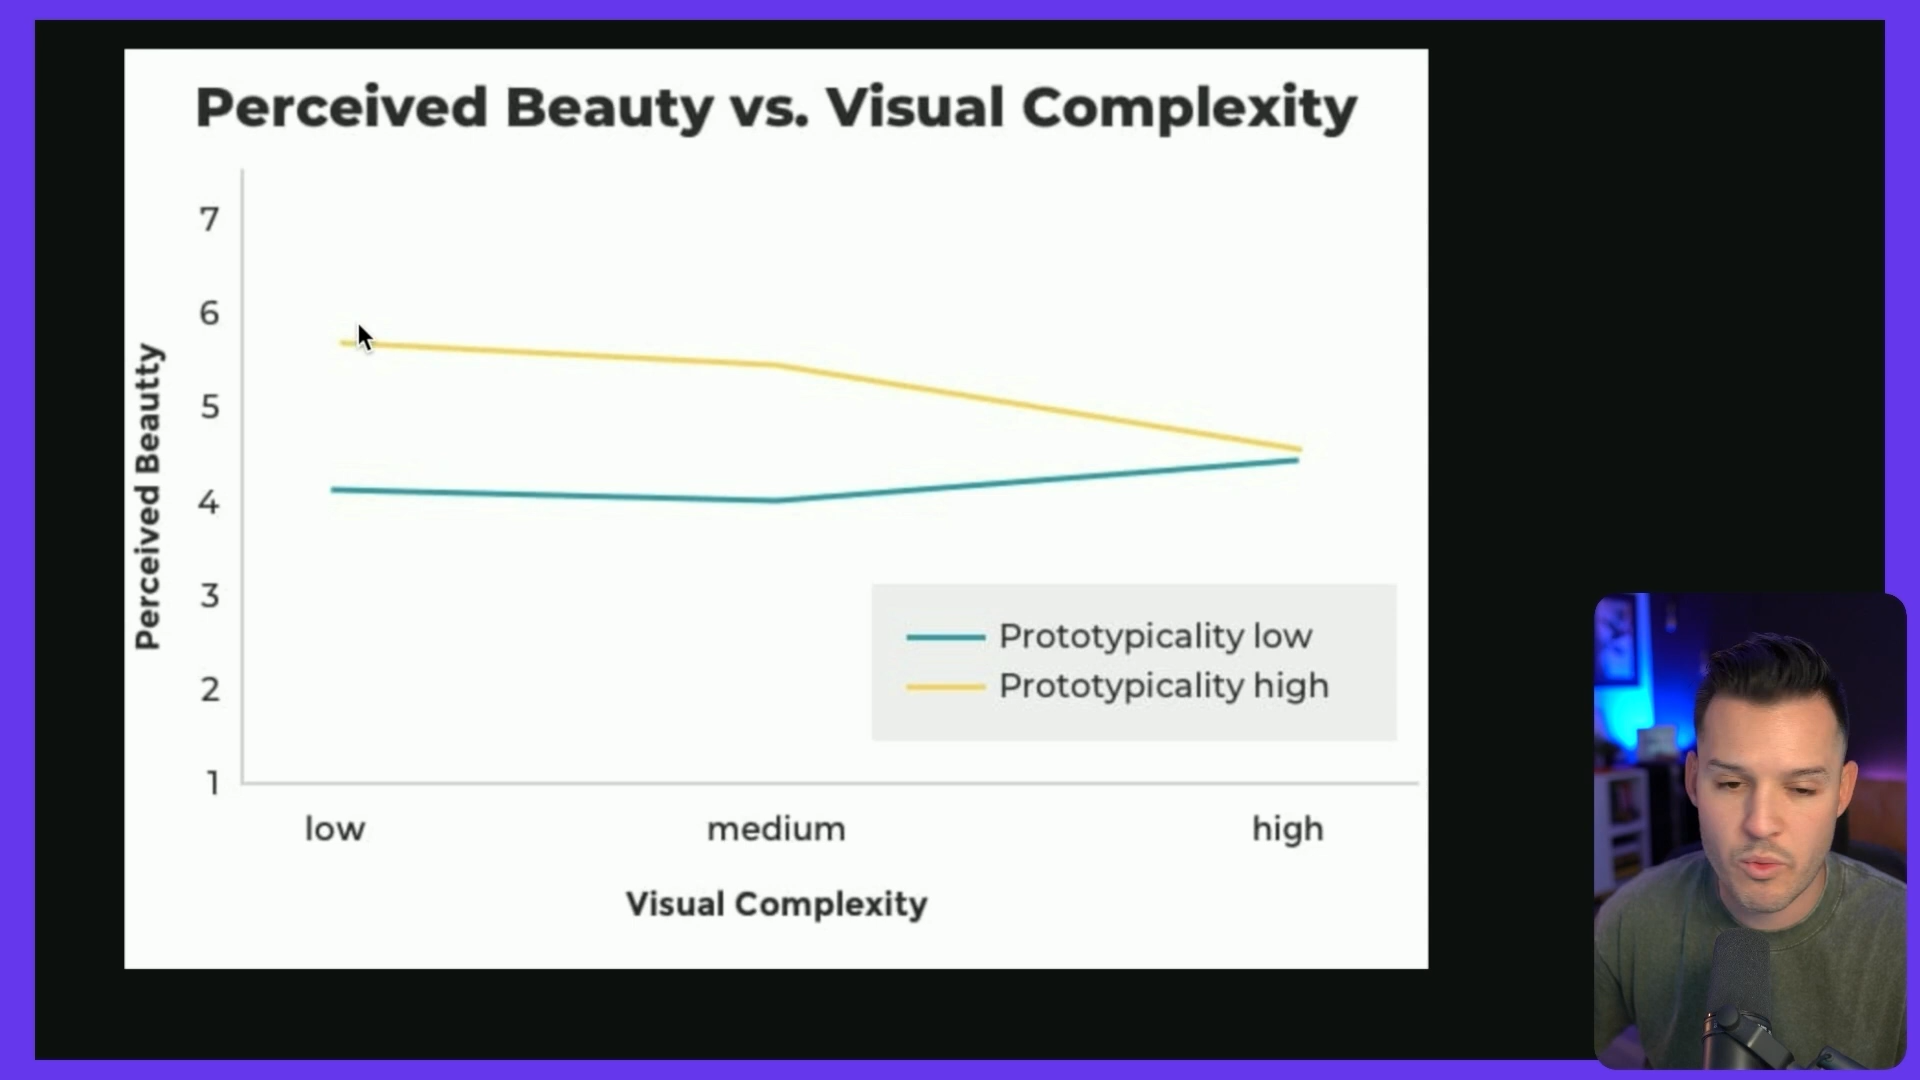 Perceived Beauty vs. Visual Complexity
7
6
5
4
3
2
1
Perceived Beautty
Prototypicality low
Prototypicality high
low medium high
Visual Complexity